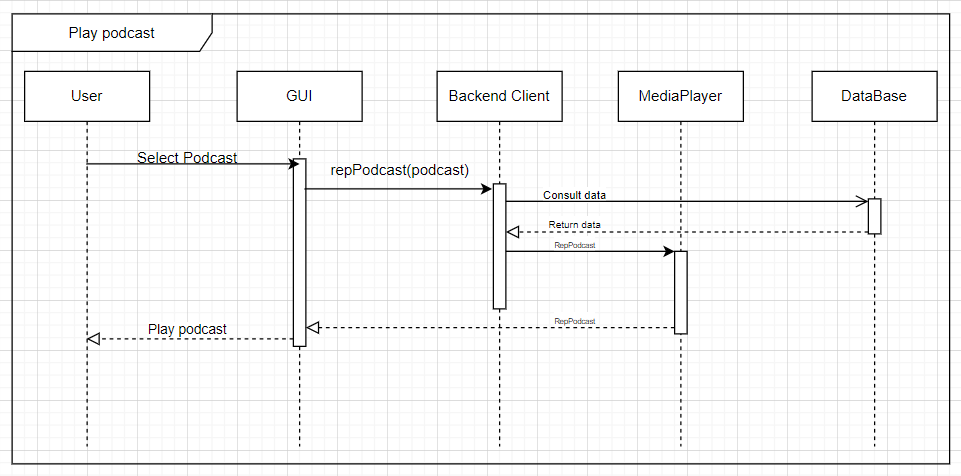 Play podcast
User
GUI
Backend Client
MediaPlayer
DataBase
Select Podcast
repPodcast(podcast)
Consult data
Return data
RepPodcast
RepPodcast
Play podcast